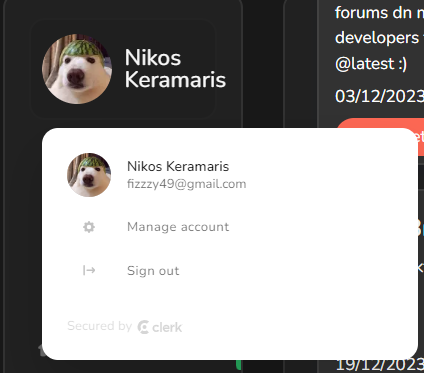 Nikos
Keramaris
forums dn
developers
@latest :)
03/12/2023
Nikos Keramaris
fizzzy49@gmail.com
Manage account
Sign out
Secured by clerk
19/12/2023